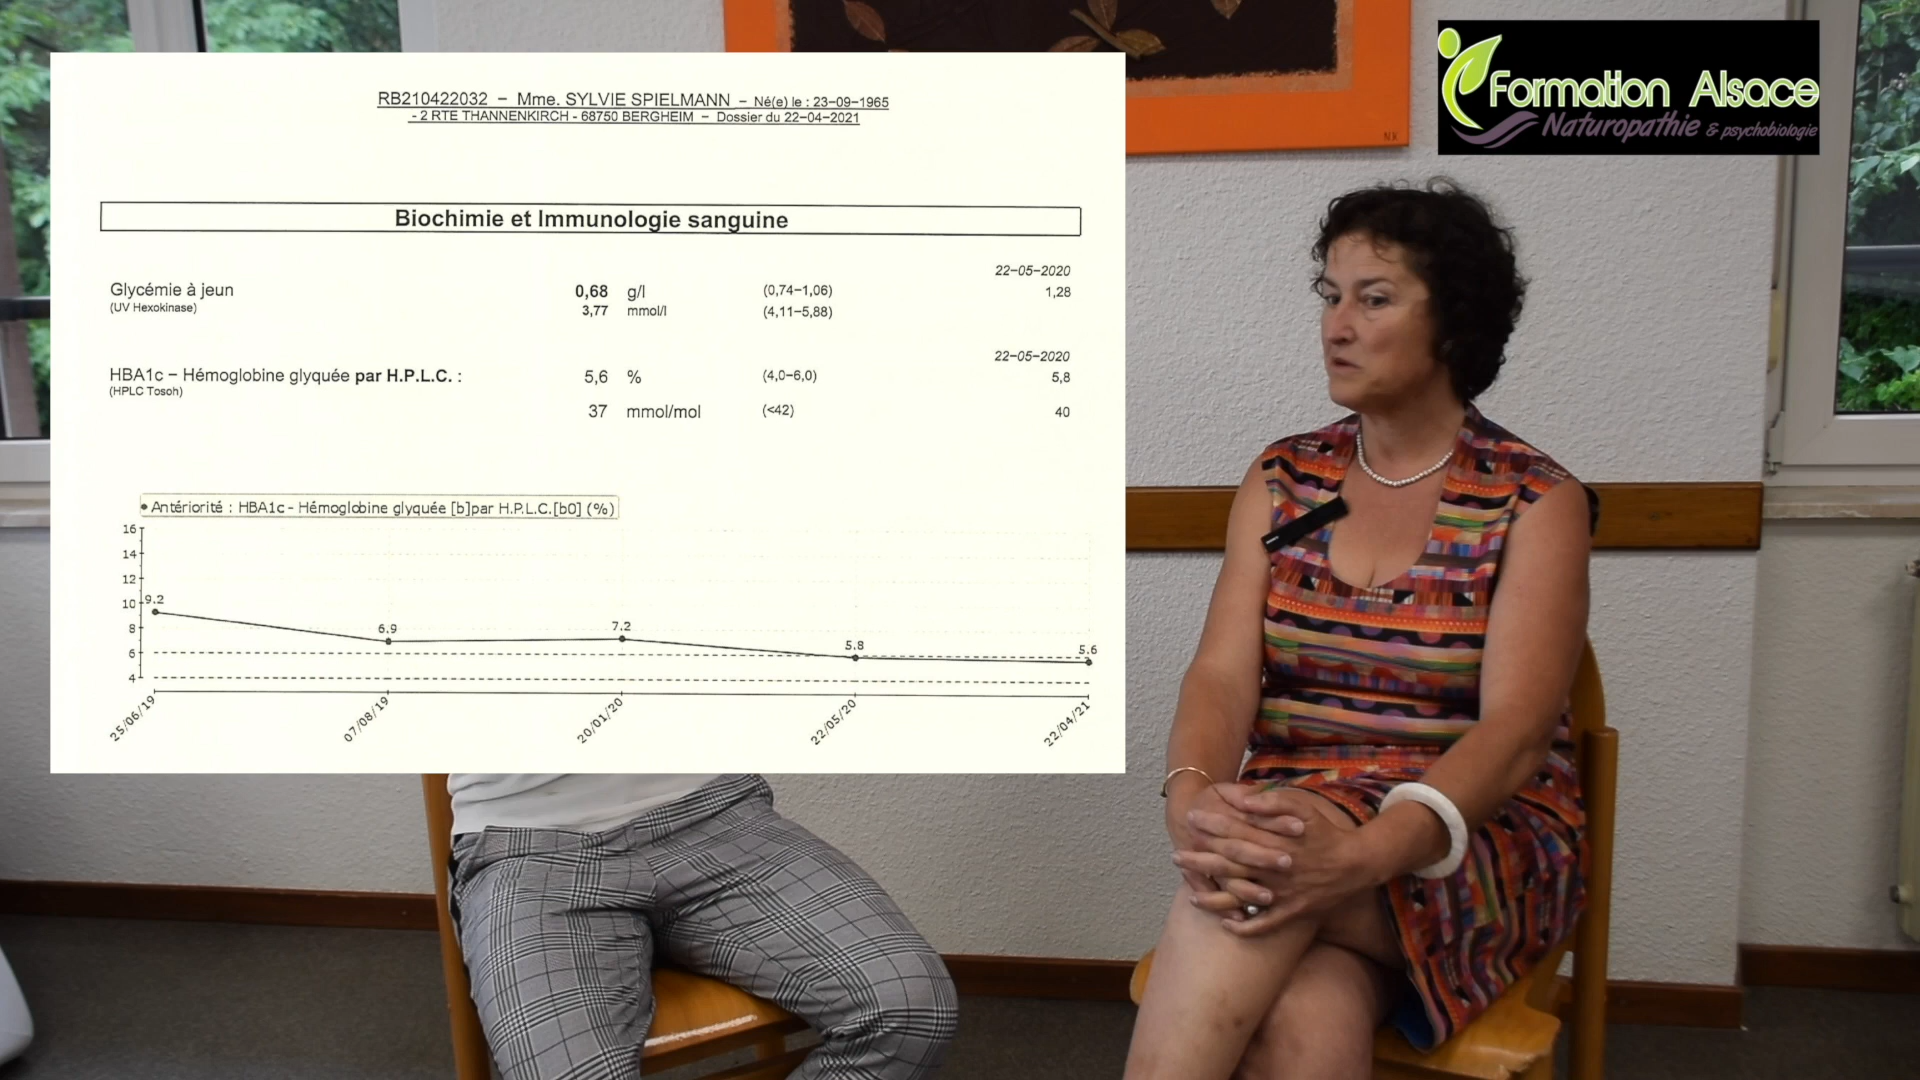 RB210422032 – Mme. SYLVIE SPIELMANN – Né(e) le : 23–09–1965
- 2 RTE THANNENKIRCH - 68750 BERGHEIM – Dossier du 22–04–2021
Biochimie et Immunologie sanguine
22–05–2020
Glycémie à jeun 0,68 g/l (0,74–1,06) 1,28
(UV Hexokinase) 3,77 mmol/l (4,11–5,88)
22–05–2020
HBA1c – Hémoglobine glyquée par H.P.L.C. : 5,6 % (4,0–6,0) 5,8
(HPLC Tosoh)
37 mmol/mol (<42) 40
Antériorité : HBA1c - Hémoglobine glyquée [b]par H.P.L.C.[b0] (%)
16
14
12
10
8
6
4
9.2
6.9
7.2
5.8
5.6
25/06/19
07/08/19
20/01/20
22/05/20
22/04/21
Formation Alsace
Naturopathie & psychobiologie
NK